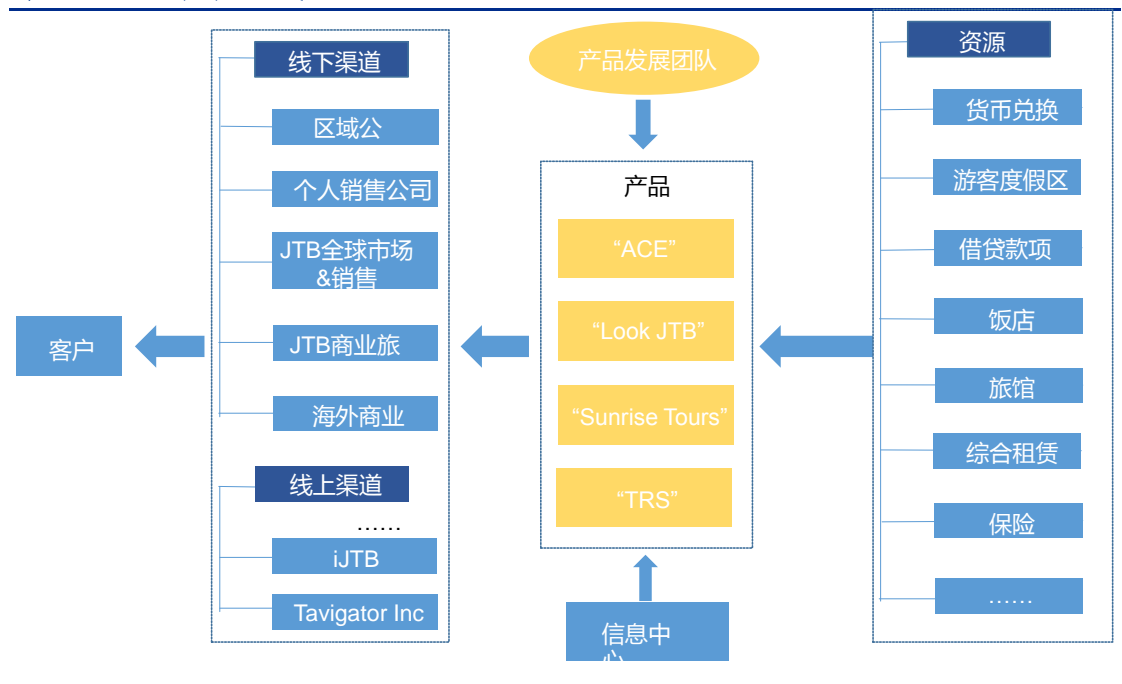 线下渠道
区域公
个人销售公司
JTB全球市场
&销售
JTB商业旅
海外商业
线上渠道
……
iJTB
Tavigator Inc
客户
产品发展团队
产品
“ACE”
“Look JTB”
“Sunrise Tours”
“TRS”
信息中
心
资源
货币兑换
游客度假区
借贷款项
饭店
旅馆
综合租赁
保险
……